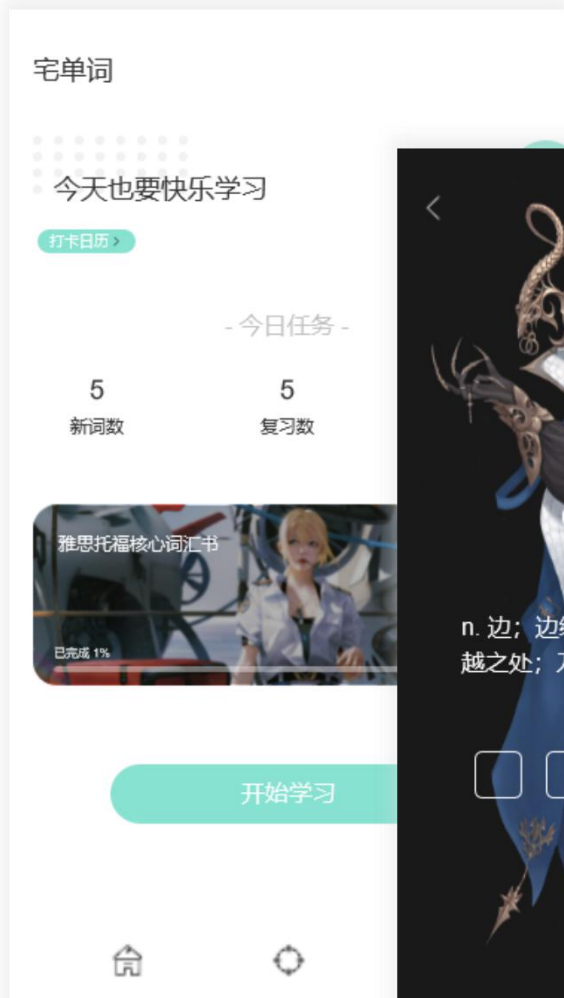 宅单词
今天也要快乐学习
打卡日历 >
- 今日任务 -
5
5
新词数
复习数
雅思托福核心词汇书
已完成 1%
n. 边；边
越之处；
开始学习